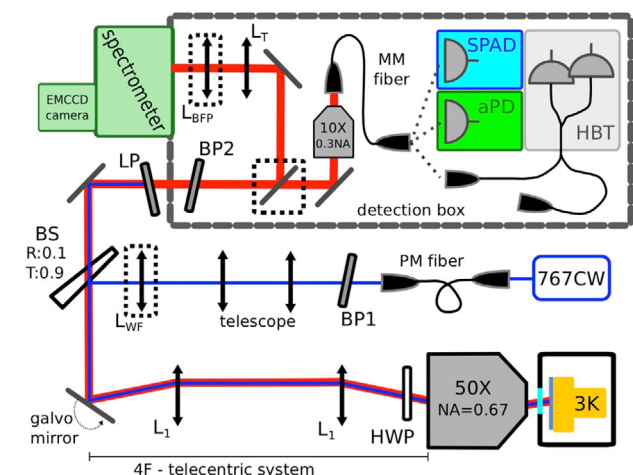 spectrometer
EMCCD
camera
L_BFP
L_T
MM
fiber
10X
0.3NA
SPAD
aPD
HBT
detection box
LP
BP2
BS
R:0.1
T:0.9
L_WF
telescope
BP1
PM fiber
767CW
galvo
mirror
L_1
L_1
HWP
50X
NA=0.67
3K
4F - telecentric system